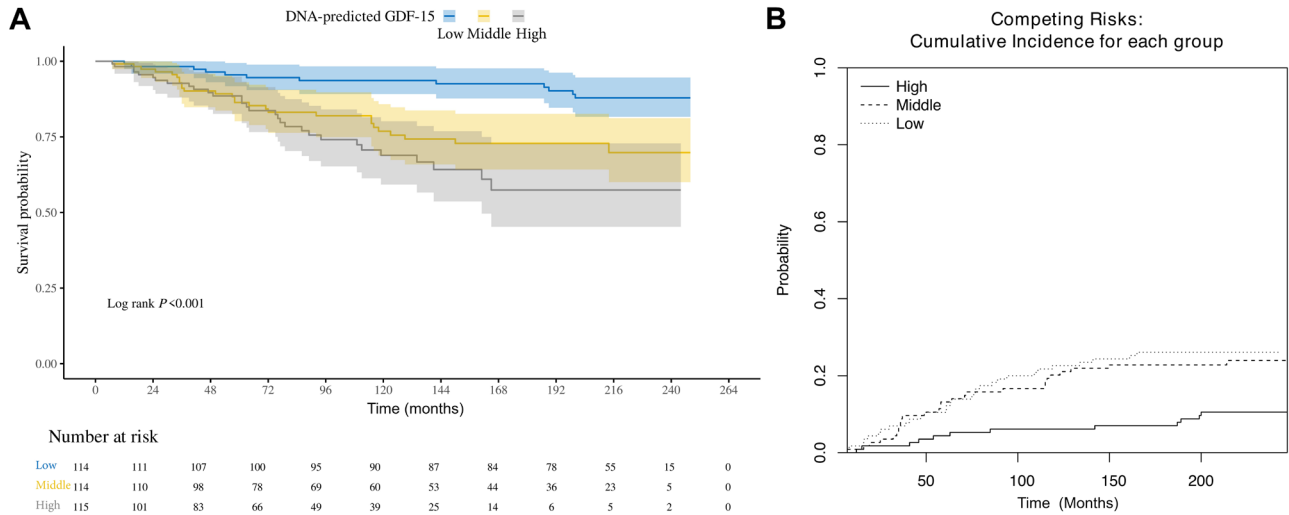 A
DNA-predicted GDF-15
Low Middle High
1.00
0.75
0.50
0.25
0.00
Survival probability
Log rank P<0.001
0 24 48 72 96 120 144 168 192 216 240 264
Time (months)
Number at risk
Low 114 111 107 100 95 90 87 84 78 55 15 0
Middle 114 110 98 78 69 60 53 44 36 23 5 0
High 115 101 83 66 49 39 25 14 6 5 2 0
B
Competing Risks:
Cumulative Incidence for each group
High
Middle
Low
1.0
0.8
0.6
0.4
0.2
0.0
Probability
50 100 150 200
Time (Months)